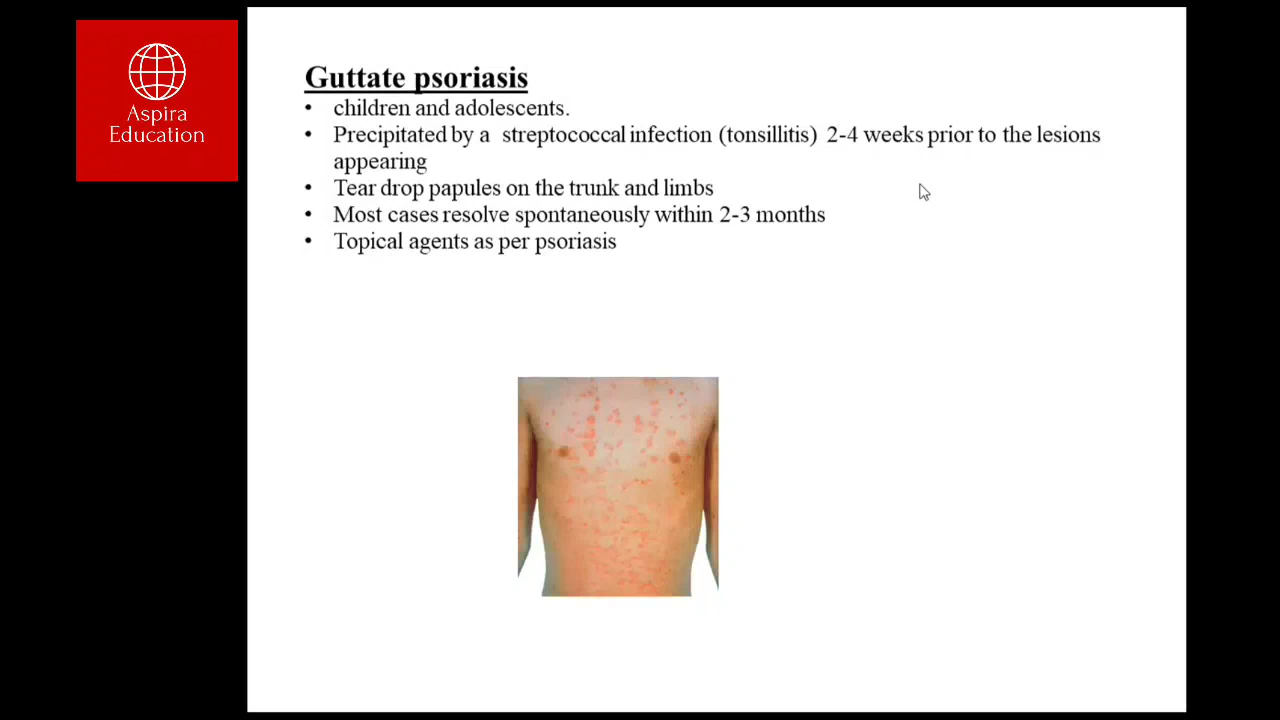 Aspira
Education
Guttate psoriasis
• children and adolescents.
• Precipitated by a streptococcal infection (tonsillitis) 2-4 weeks prior to the lesions
appearing
• Tear drop papules on the trunk and limbs
• Most cases resolve spontaneously within 2-3 months
• Topical agents as per psoriasis